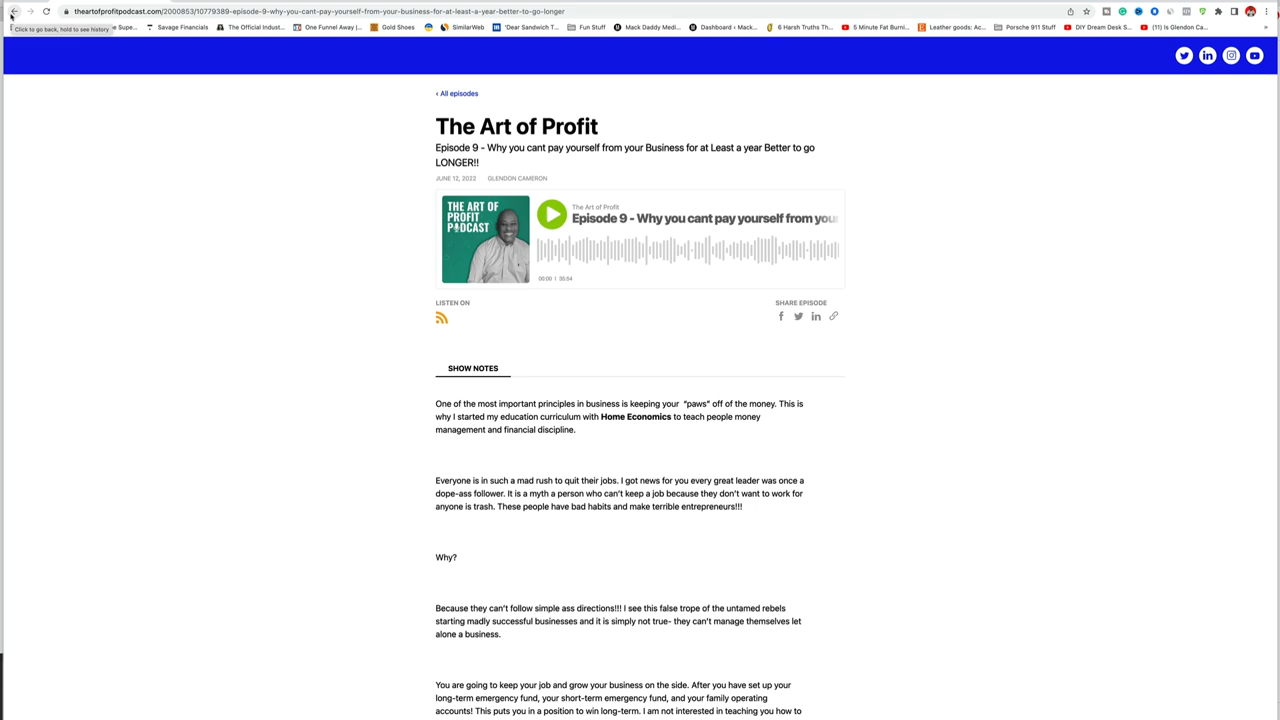 theartofprofitpodcast.com/2000853/10779389-episode-9-why-you-cant-pay-yourself-from-your-business-for-at-least-a-year-better-to-go-longer
Click to go back, hold to see history
e Supe... Savage Financials The Official Indust... One Funnel Away |... Gold Shoes SimilarWeb "Dear Sandwich T... Fun Stuff Mack Daddy Medi... Dashboard ‹ Mack... 6 Harsh Truths Th... 5 Minute Fat Burni... Leather goods: Ac... Porsche 911 Stuff DIY Dream Desk S... (11) Is Glendon Ca... »
‹ All episodes
The Art of Profit
Episode 9 - Why you cant pay yourself from your Business for at Least a year Better to go
LONGER!!
JUNE 12, 2022 GLENDON CAMERON
THE ART OF
PROFIT
PODCAST
The Art of Profit
Episode 9 - Why you cant pay yourself from you
00:00 | 35:54
LISTEN ON
SHARE EPISODE
SHOW NOTES
One of the most important principles in business is keeping your "paws" off of the money. This is
why I started my education curriculum with Home Economics to teach people money
management and financial discipline.
Everyone is in such a mad rush to quit their jobs. I got news for you every great leader was once a
dope-ass follower. It is a myth a person who can't keep a job because they don't want to work for
anyone is trash. These people have bad habits and make terrible entrepreneurs!!!
Why?
Because they can't follow simple ass directions!!! I see this false trope of the untamed rebels
starting madly successful businesses and it is simply not true- they can't manage themselves let
alone a business.
You are going to keep your job and grow your business on the side. After you have set up your
long-term emergency fund, your short-term emergency fund, and your family operating
accounts! This puts you in a position to win long-term. I am not interested in teaching you how to